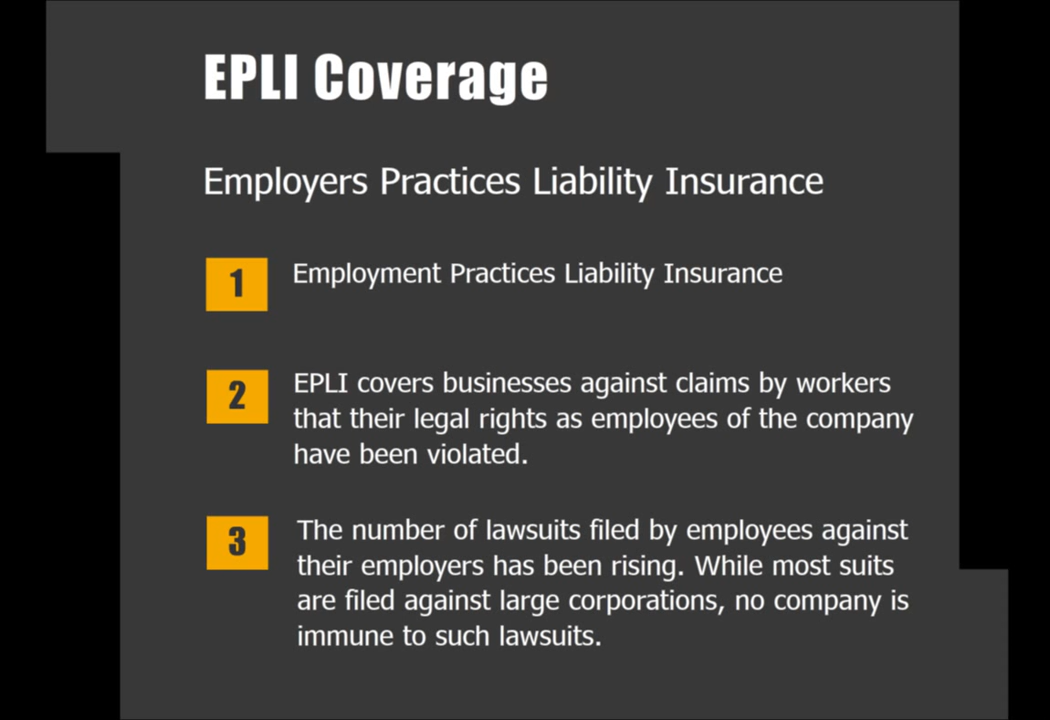 EPLI Coverage
Employers Practices Liability Insurance
1
Employment Practices Liability Insurance
2
EPLI covers businesses against claims by workers
that their legal rights as employees of the company
have been violated.
3
The number of lawsuits filed by employees against
their employers has been rising. While most suits
are filed against large corporations, no company is
immune to such lawsuits.